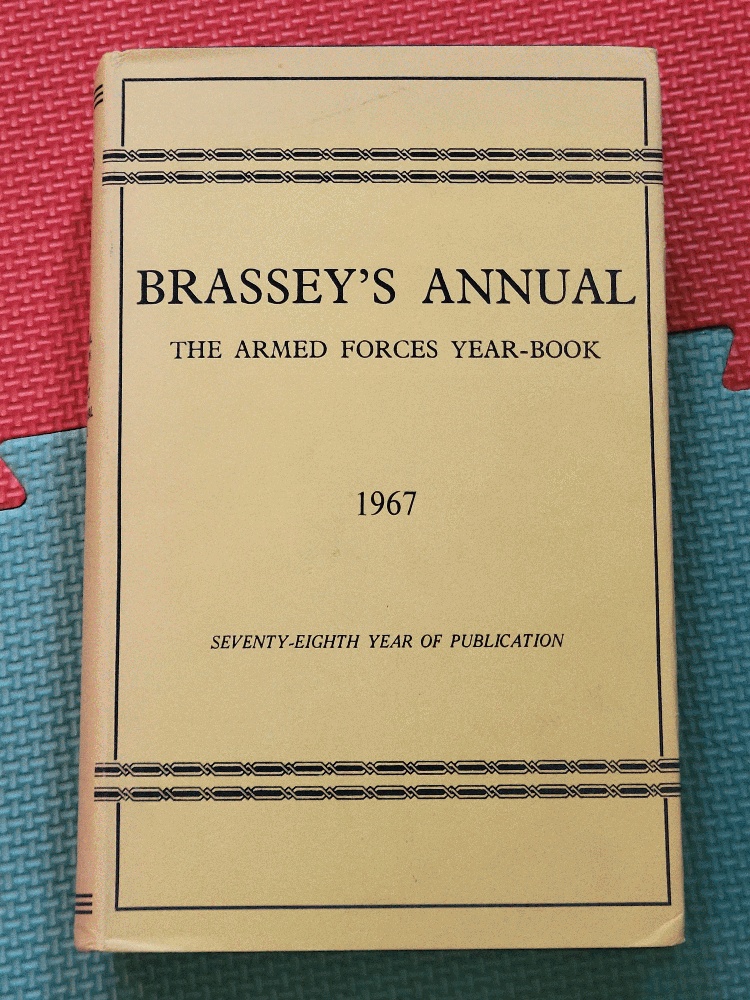 BRASSEY'S ANNUAL
THE ARMED FORCES YEAR-BOOK
1967
SEVENTY-EIGHTH YEAR OF PUBLICATION